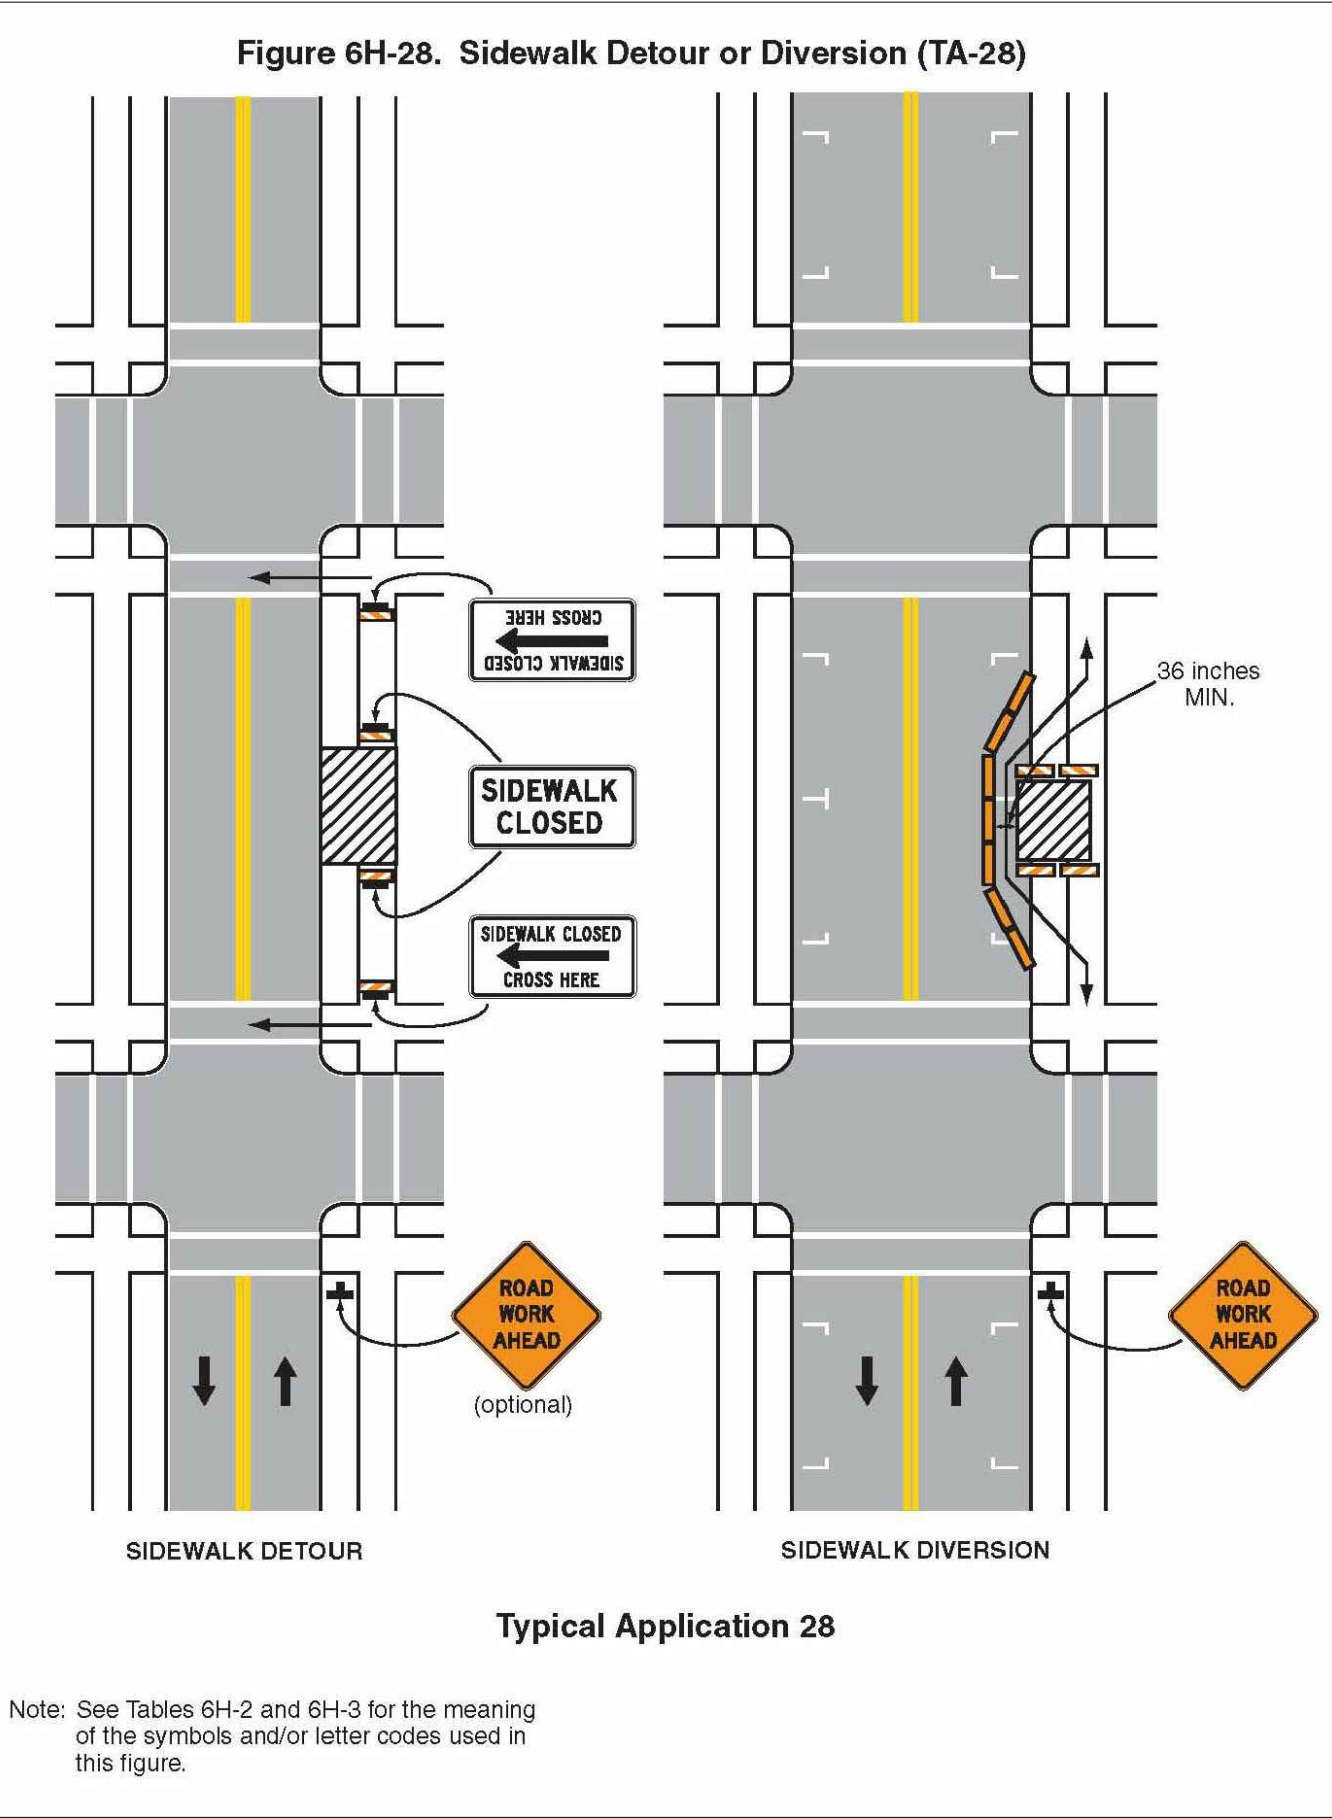 Figure 6H-28. Sidewalk Detour or Diversion (TA-28)
SIDEWALK CLOSED
CROSS HERE
SIDEWALK
CLOSED
SIDEWALK CLOSED
CROSS HERE
ROAD
WORK
AHEAD
(optional)
SIDEWALK DETOUR
36 inches
MIN.
ROAD
WORK
AHEAD
SIDEWALK DIVERSION
Typical Application 28
Note: See Tables 6H-2 and 6H-3 for the meaning
of the symbols and/or letter codes used in
this figure.